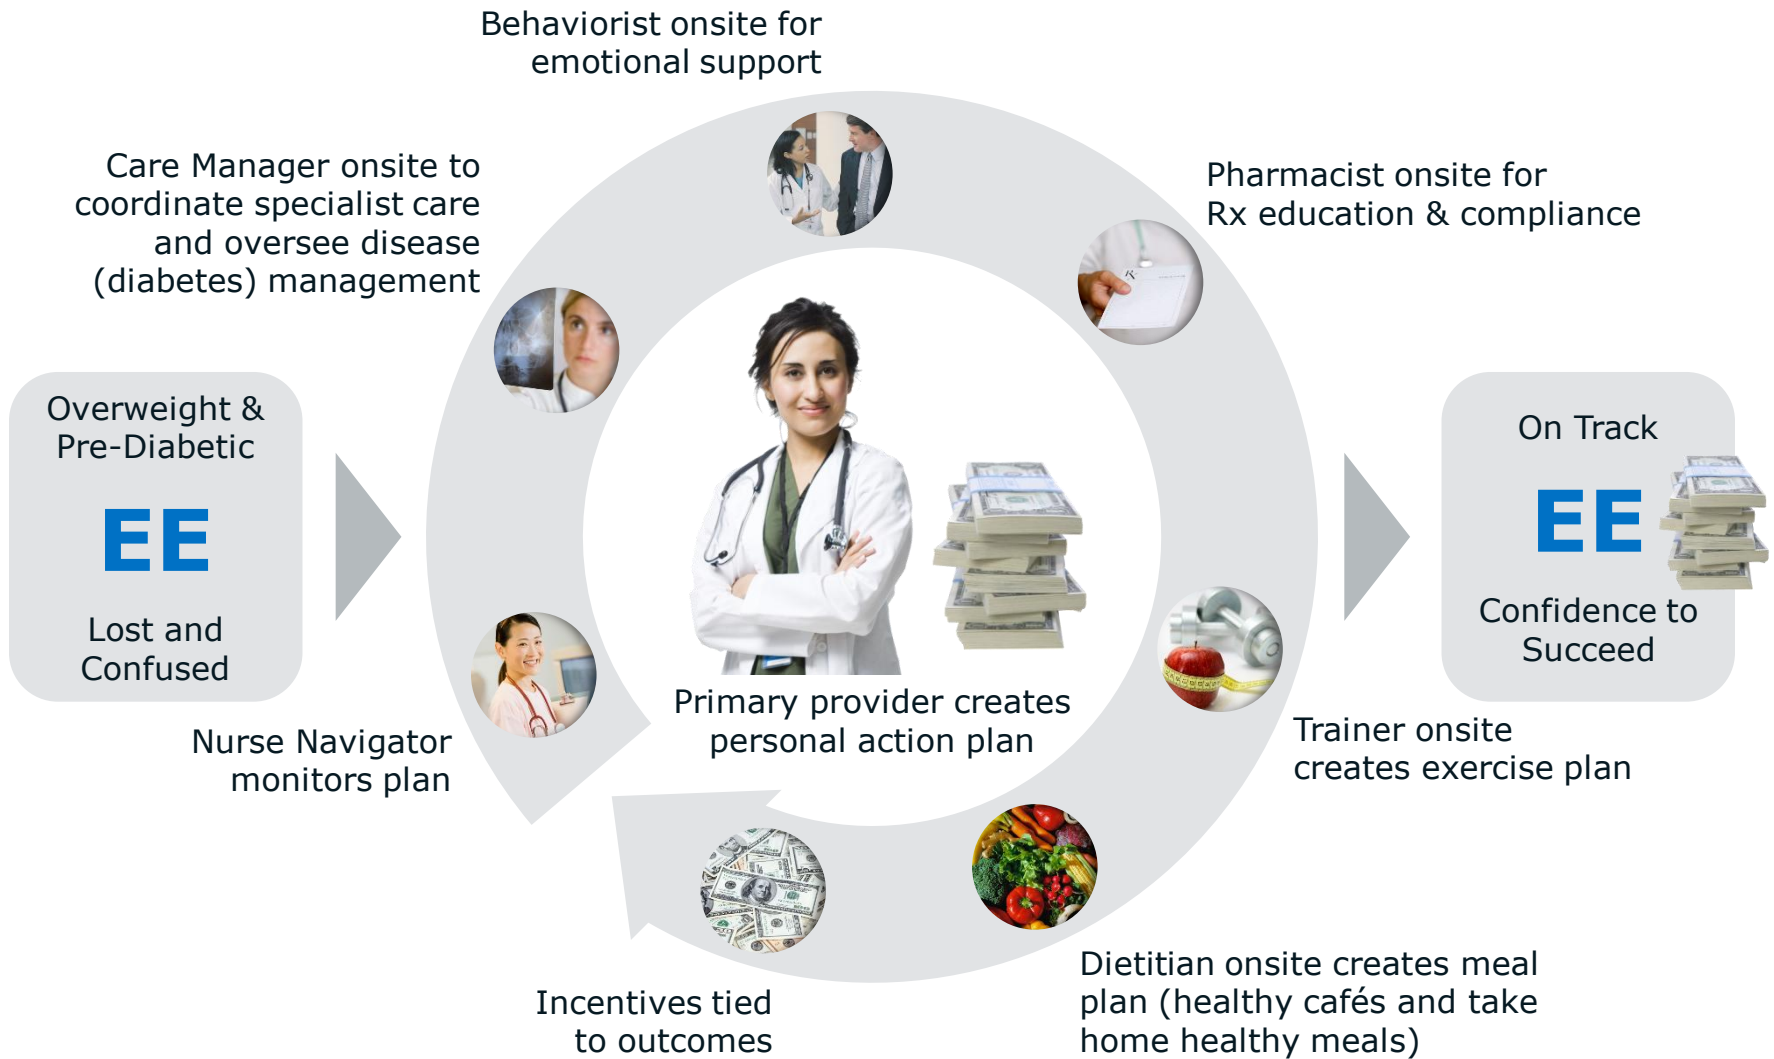 Behaviorist onsite for
emotional support
Care Manager onsite to
coordinate specialist care
and oversee disease
(diabetes) management
Pharmacist onsite for
Rx education & compliance
Overweight &
Pre-Diabetic
EE
Lost and
Confused
On Track
EE
Confidence to
Succeed
Primary provider creates
personal action plan
Nurse Navigator
monitors plan
Trainer onsite
creates exercise plan
Incentives tied
to outcomes
Dietitian onsite creates meal
plan (healthy cafés and take
home healthy meals)